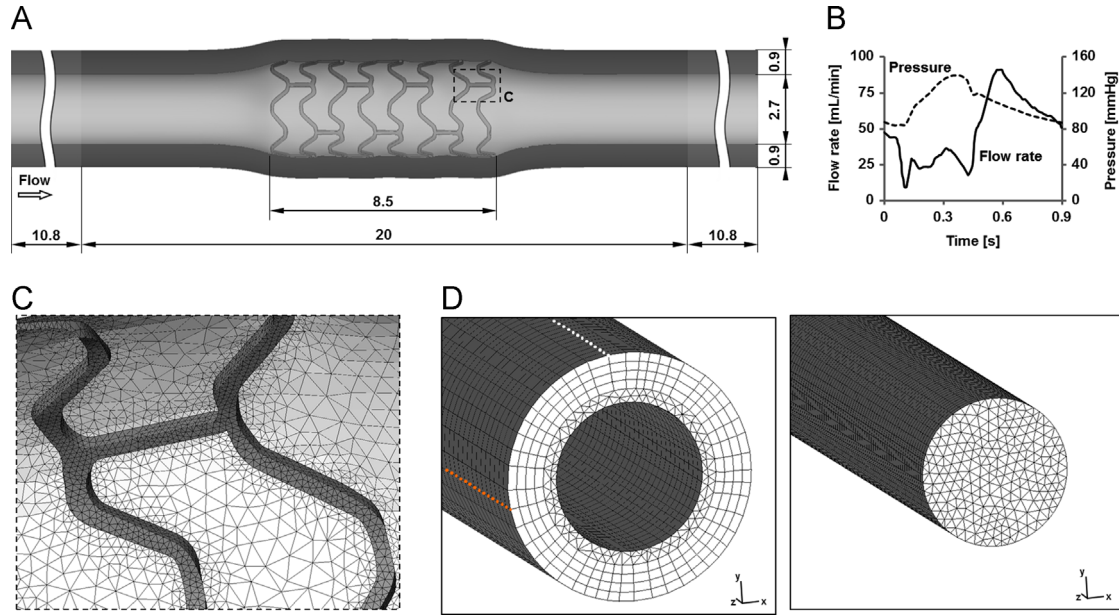 A
0.9
2.7
0.9
C
Flow
8.5
10.8
20
10.8
B
100
75
50
25
0
Flow rate [mL/min]
Pressure
Flow rate
160
120
80
40
0
Pressure [mmHg]
0
0.3
0.6
0.9
Time [s]
C
D
y
z
x
y
z
x